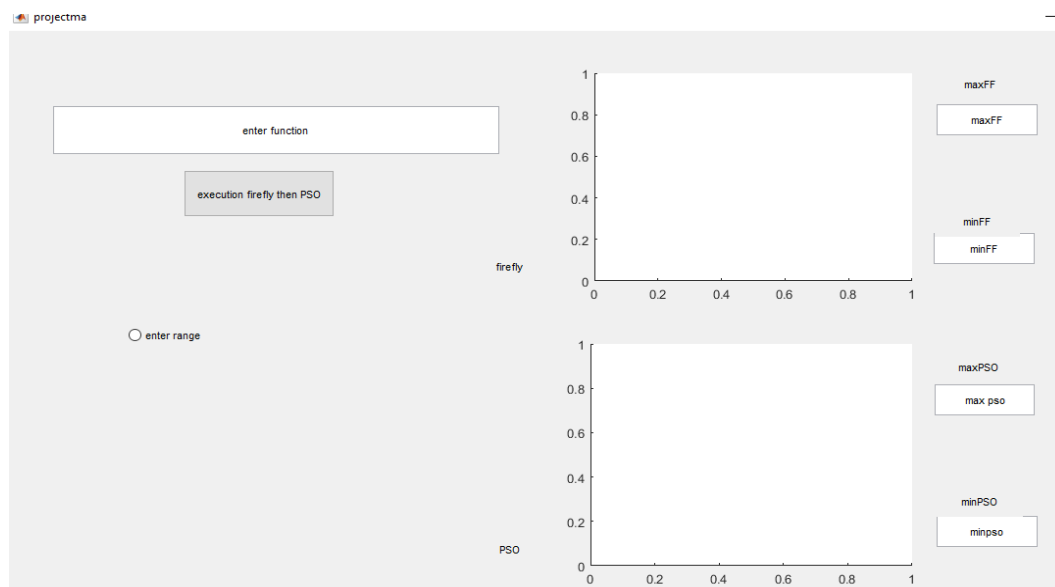 projectma
enter function
execution firefly then PSO
enter range
firefly
1
0.8
0.6
0.4
0.2
0
0 0.2 0.4 0.6 0.8 1
maxFF
maxFF
minFF
minFF
PSO
1
0.8
0.6
0.4
0.2
0
0 0.2 0.4 0.6 0.8 1
maxPSO
max pso
minPSO
minpso